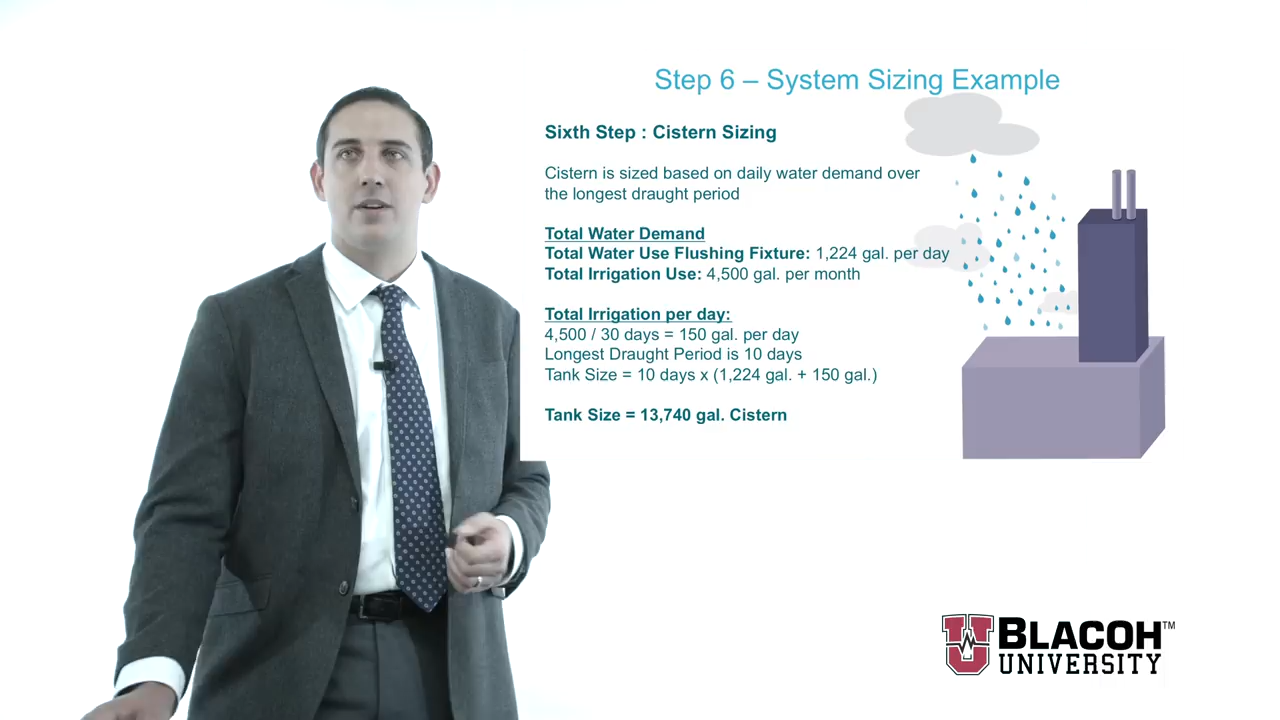 Step 6 – System Sizing Example
Sixth Step : Cistern Sizing
Cistern is sized based on daily water demand over
the longest draught period
Total Water Demand
Total Water Use Flushing Fixture: 1,224 gal. per day
Total Irrigation Use: 4,500 gal. per month
Total Irrigation per day:
4,500 / 30 days = 150 gal. per day
Longest Draught Period is 10 days
Tank Size = 10 days x (1,224 gal. + 150 gal.)
Tank Size = 13,740 gal. Cistern
BLACOH™
UNIVERSITY